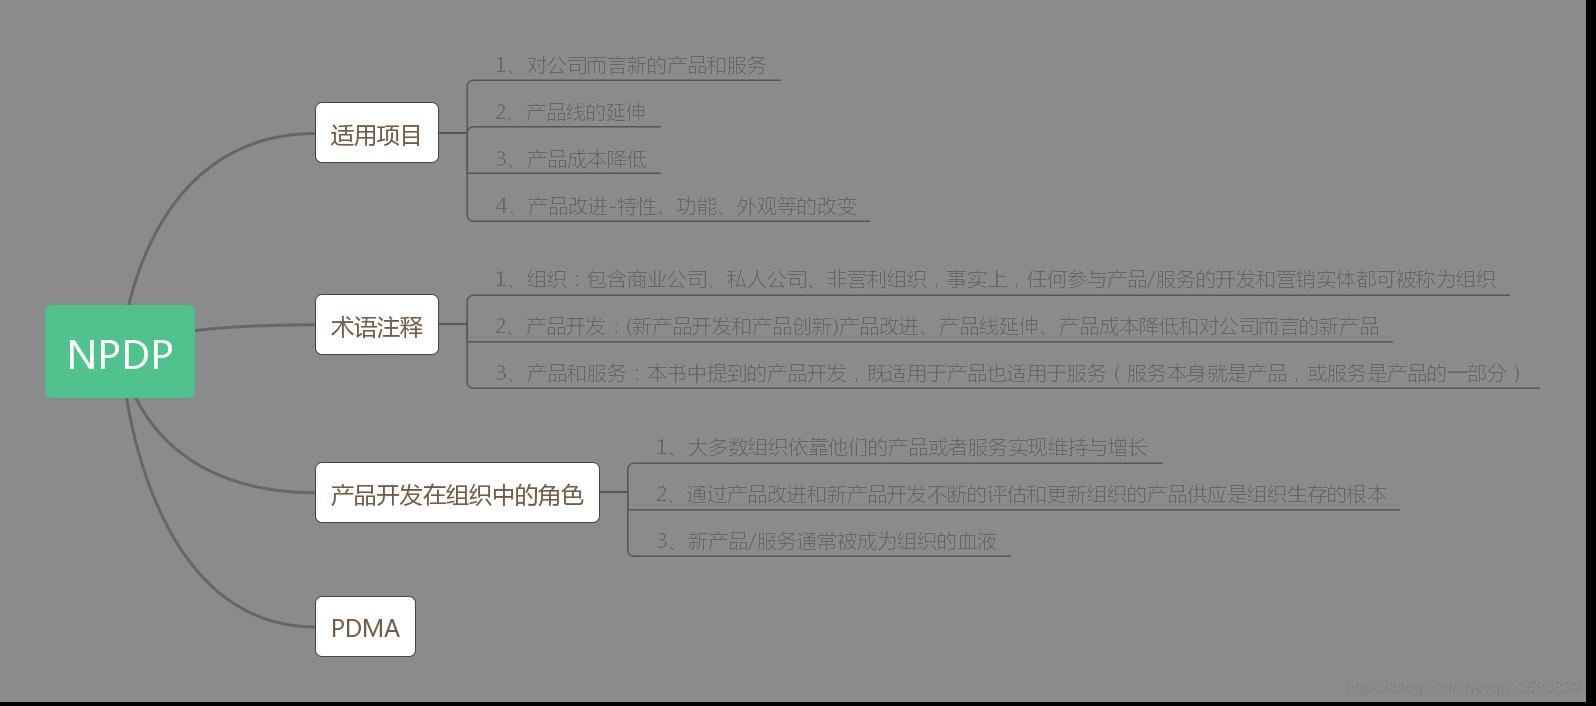 1、对公司而言新的产品和服务
2、产品线的延伸
适用项目
3、产品成本降低
4、产品改进-特性、功能、外观等的改变
1、组织：包含商业公司、私人公司、非营利组织，事实上，任何参与产品/服务的开发和营销实体都可被称为组织
术语注释
2、产品开发：(新产品开发和产品创新)产品改进、产品线延伸、产品成本降低和对公司而言的新产品
NPDP
3、产品和服务：本书中提到的产品开发，既适用于产品也适用于服务（服务本身就是产品，或服务是产品的一部分）
1、大多数组织依靠他们的产品或者服务实现维持与增长
产品开发在组织中的角色
2、通过产品改进和新产品开发不断的评估和更新组织的产品供应是组织生存的根本
3、新产品/服务通常被成为组织的血液
PDMA
https://blog.csdn.net/qq_3583839